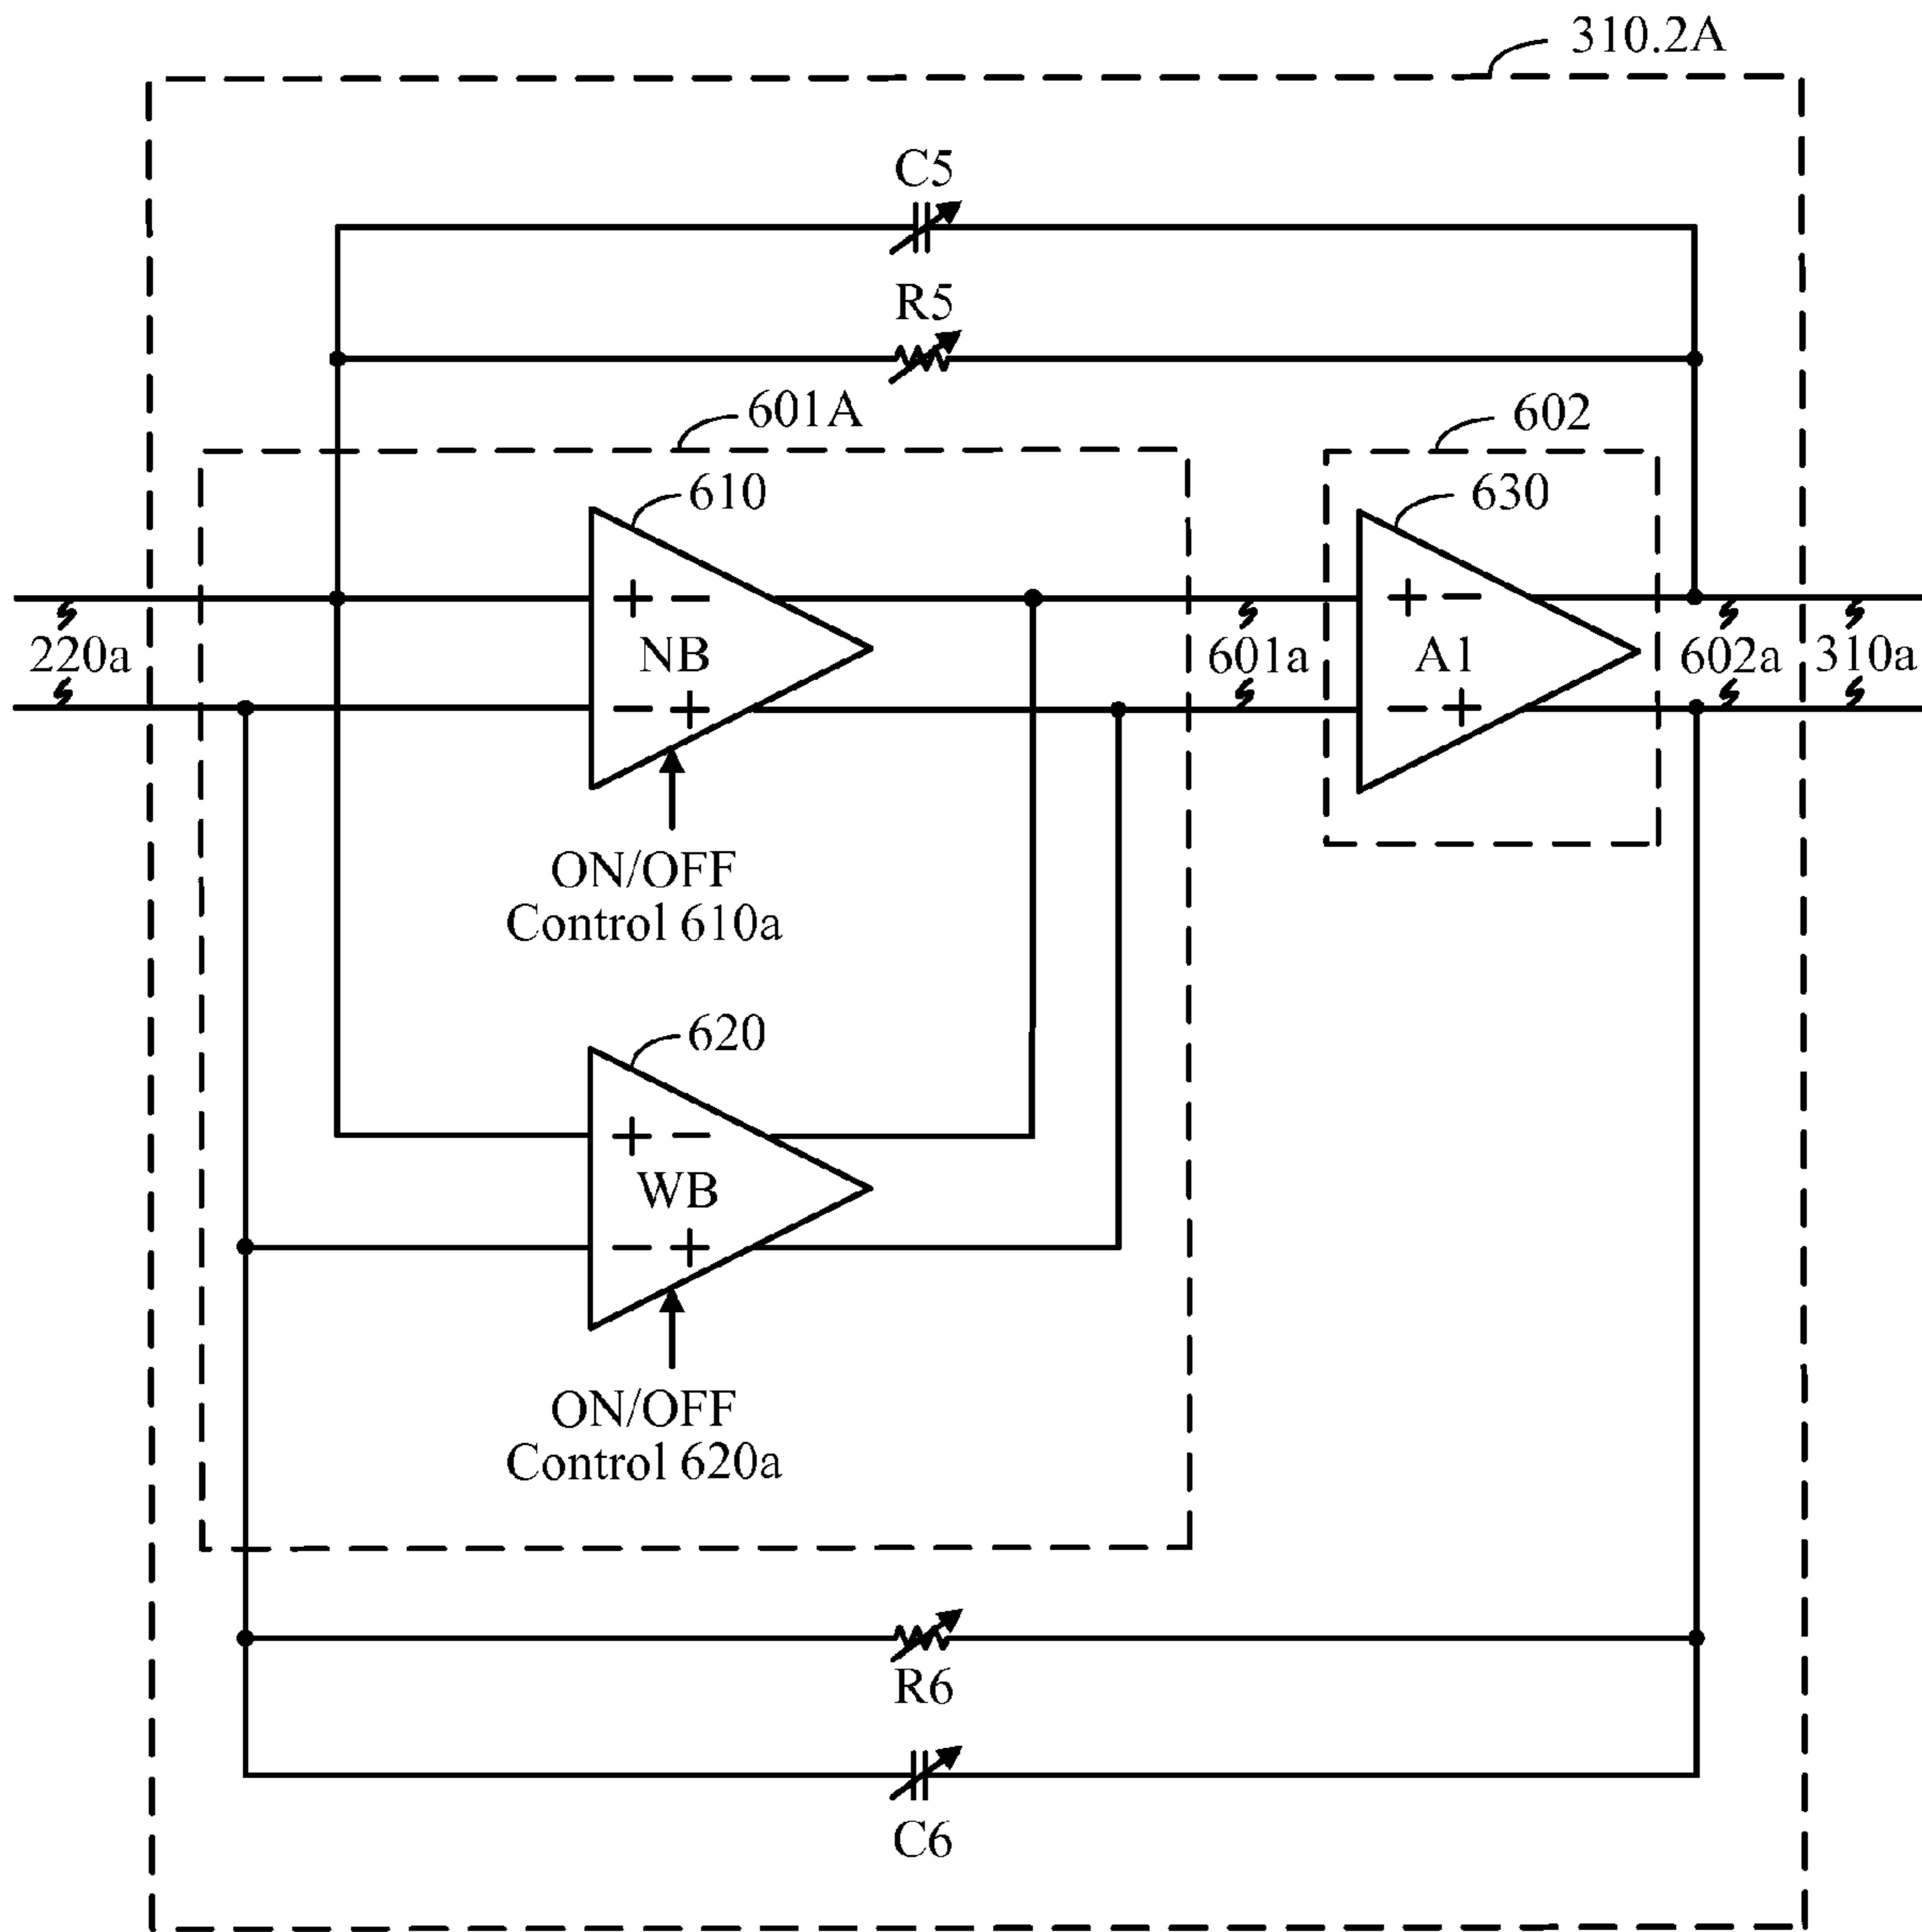 310.2A
C5
R5
601A
602
610
630
+ −
+ −
220a
NB
601a
A1
602a
310a
− +
− +
ON/OFF
Control 610a
620
+ −
WB
− +
ON/OFF
Control 620a
R6
C6